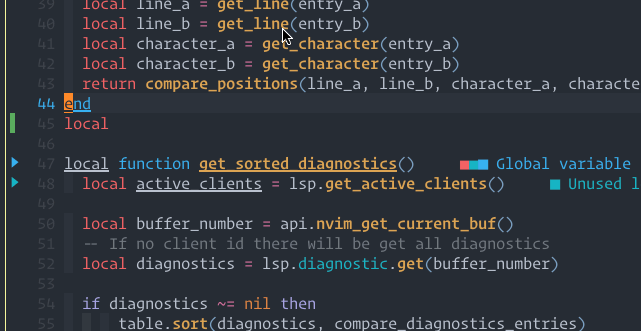 39 local line_a = get_line(entry_a)
40 local line_b = get_line(entry_b)
41 local character_a = get_character(entry_a)
42 local character_b = get_character(entry_b)
43 return compare_positions(line_a, line_b, character_a, characte
44 end
45 local
46
47 local function get_sorted_diagnostics() Global variable
48 local active_clients = lsp.get_active_clients() Unused l
49
50 local buffer_number = api.nvim_get_current_buf()
51 -- If no client id there will be get all diagnostics
52 local diagnostics = lsp.diagnostic.get(buffer_number)
53
54 if diagnostics ~= nil then
55 table.sort(diagnostics, compare_diagnostics_entries)